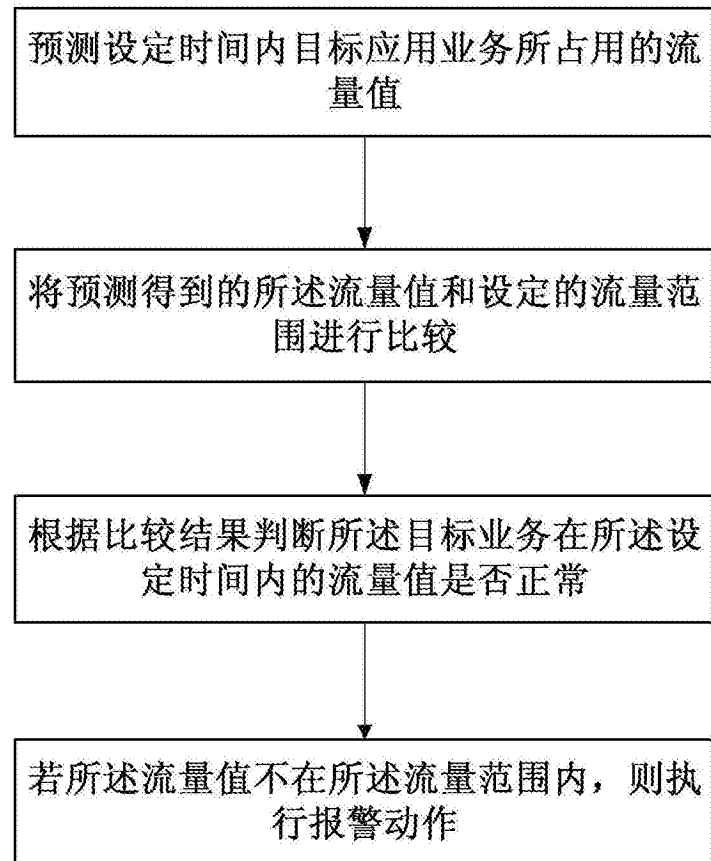 预测设定时间内目标应用业务所占用的流
量值
将预测得到的所述流量值和设定的流量范
围进行比较
根据比较结果判断所述目标业务在所述设
定时间内的流量值是否正常
若所述流量值不在所述流量范围内，则执
行报警动作